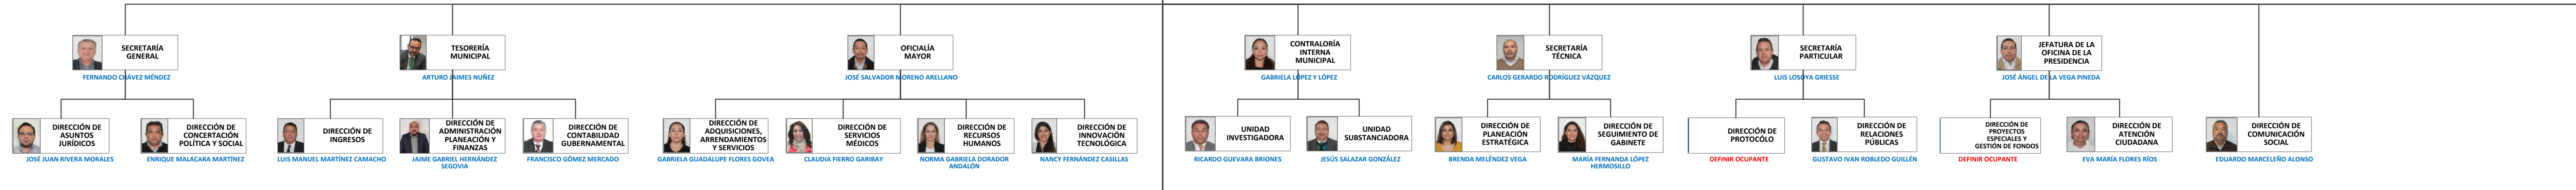 SECRETARÍA
GENERAL
FERNANDO CHÁVEZ MÉNDEZ
TESORERÍA
MUNICIPAL
ARTURO JAIMES NUÑEZ
OFICIALÍA
MAYOR
JOSÉ SALVADOR MORENO ARELLANO
CONTRALORÍA
INTERNA
MUNICIPAL
GABRIELA LÓPEZ Y LÓPEZ
SECRETARÍA
TÉCNICA
CARLOS GERARDO RODRÍGUEZ VÁZQUEZ
SECRETARÍA
PARTICULAR
LUIS LOSOYA GRIESSE
JEFATURA DE LA
OFICINA DE LA
PRESIDENCIA
JOSÉ ÁNGEL DE LA VEGA PINEDA
DIRECCIÓN DE
ASUNTOS
JURÍDICOS
JOSÉ JUAN RIVERA MORALES
DIRECCIÓN DE
CONCERTACIÓN
POLÍTICA Y SOCIAL
ENRIQUE MALACARA MARTÍNEZ
DIRECCIÓN DE
INGRESOS
LUIS MANUEL MARTÍNEZ CAMACHO
DIRECCIÓN DE
ADMINISTRACIÓN
PLANEACIÓN Y
FINANZAS
JAIME GABRIEL HERNÁNDEZ
SEGOVIA
DIRECCIÓN DE
CONTABILIDAD
GUBERNAMENTAL
FRANCISCO GÓMEZ MERCADO
DIRECCIÓN DE
ADQUISICIONES,
ARRENDAMIENTOS
Y SERVICIOS
GABRIELA GUADALUPE FLORES GOVEA
DIRECCIÓN DE
SERVICIOS
MÉDICOS
CLAUDIA FIERRO GARIBAY
DIRECCIÓN DE
RECURSOS
HUMANOS
NORMA GABRIELA DORADOR
ANDALÓN
DIRECCIÓN DE
INNOVACIÓN
TECNOLÓGICA
NANCY FERNÁNDEZ CASILLAS
UNIDAD
INVESTIGADORA
RICARDO GUEVARA BRIONES
UNIDAD
SUBSTANCIADORA
JESÚS SALAZAR GONZÁLEZ
DIRECCIÓN DE
PLANEACIÓN
ESTRATÉGICA
BRENDA MELÉNDEZ VEGA
DIRECCIÓN DE
SEGUIMIENTO DE
GABINETE
MARÍA FERNANDA LÓPEZ
HERMOSILLO
DIRECCIÓN DE
PROTOCÓLO
DEFINIR OCUPANTE
DIRECCIÓN DE
RELACIONES
PÚBLICAS
GUSTAVO IVAN ROBLEDO GUILLÉN
DIRECCIÓN DE
PROYECTOS
ESPECIALES Y
GESTIÓN DE FONDOS
DEFINIR OCUPANTE
DIRECCIÓN DE
ATENCIÓN
CIUDADANA
EVA MARÍA FLORES RÍOS
DIRECCIÓN DE
COMUNICACIÓN
SOCIAL
EDUARDO MARCELEÑO ALONSO